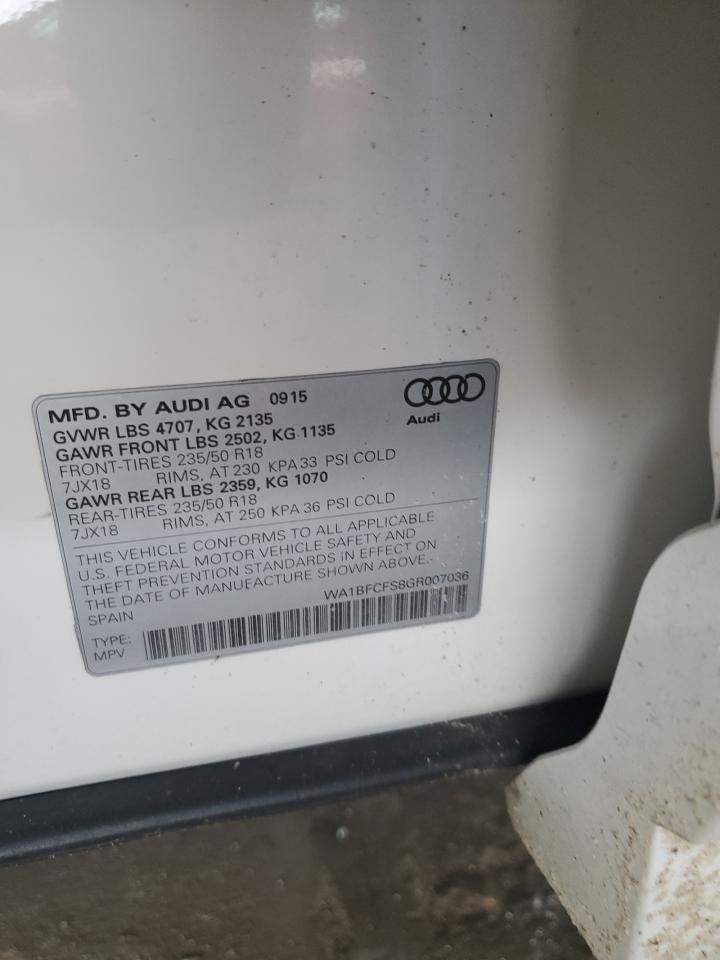 MFD. BY AUDI AG 0915
Audi
GVWR LBS 4707, KG 2135
GAWR FRONT LBS 2502, KG 1135
FRONT-TIRES 235/50 R18
7JX18 RIMS, AT 230 KPA 33 PSI COLD
GAWR REAR LBS 2359, KG 1070
REAR-TIRES 235/50 R18
7JX18 RIMS, AT 250 KPA 36 PSI COLD
THIS VEHICLE CONFORMS TO ALL APPLICABLE
U.S. FEDERAL MOTOR VEHICLE SAFETY AND
THEFT PREVENTION STANDARDS IN EFFECT ON
THE DATE OF MANUFACTURE SHOWN ABOVE.-
SPAIN
WA1BFCFS8GR007036
TYPE:
MPV